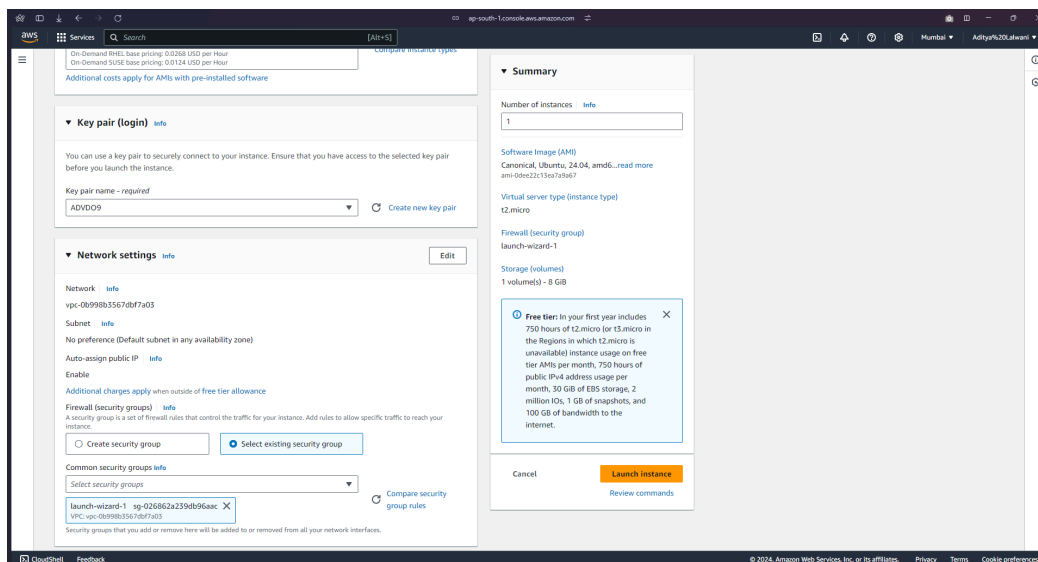 ap-south-1.console.aws.amazon.com
aws
Services
Search
[Alt+S]
Mumbai
Aditya%20Lalwani
On-Demand RHEL base pricing: 0.0268 USD per Hour
On-Demand SUSE base pricing: 0.0124 USD per Hour
Compare instance types
Additional costs apply for AMIs with pre-installed software
Key pair (login) Info
You can use a key pair to securely connect to your instance. Ensure that you have access to the selected key pair
before you launch the instance.
Key pair name - required
ADVDO9
Create new key pair
Network settings Info
Edit
Network Info
vpc-0b998b3567dbf7a03
Subnet Info
No preference (Default subnet in any availability zone)
Auto-assign public IP Info
Enable
Additional charges apply when outside of free tier allowance
Firewall (security groups) Info
A security group is a set of firewall rules that control the traffic for your instance. Add rules to allow specific traffic to reach your
instance.
Create security group
Select existing security group
Common security groups Info
Select security groups
launch-wizard-1 sg-026862a239db96aac
VPC: vpc-0b998b3567dbf7a03
Compare security
group rules
Security groups that you add or remove here will be added to or removed from all your network interfaces.
Summary
Number of instances Info
1
Software Image (AMI)
Canonical, Ubuntu, 24.04, amd6...read more
ami-0dee22c13ea7a9a67
Virtual server type (instance type)
t2.micro
Firewall (security group)
launch-wizard-1
Storage (volumes)
1 volume(s) - 8 GiB
Free tier: In your first year includes
750 hours of t2.micro (or t3.micro in
the Regions in which t2.micro is
unavailable) instance usage on free
tier AMIs per month, 750 hours of
public IPv4 address usage per
month, 30 GiB of EBS storage, 2
million IOs, 1 GB of snapshots, and
100 GB of bandwidth to the
internet.
Cancel
Launch instance
Review commands
CloudShell
Feedback
© 2024, Amazon Web Services, Inc. or its affiliates.
Privacy
Terms
Cookie preferences